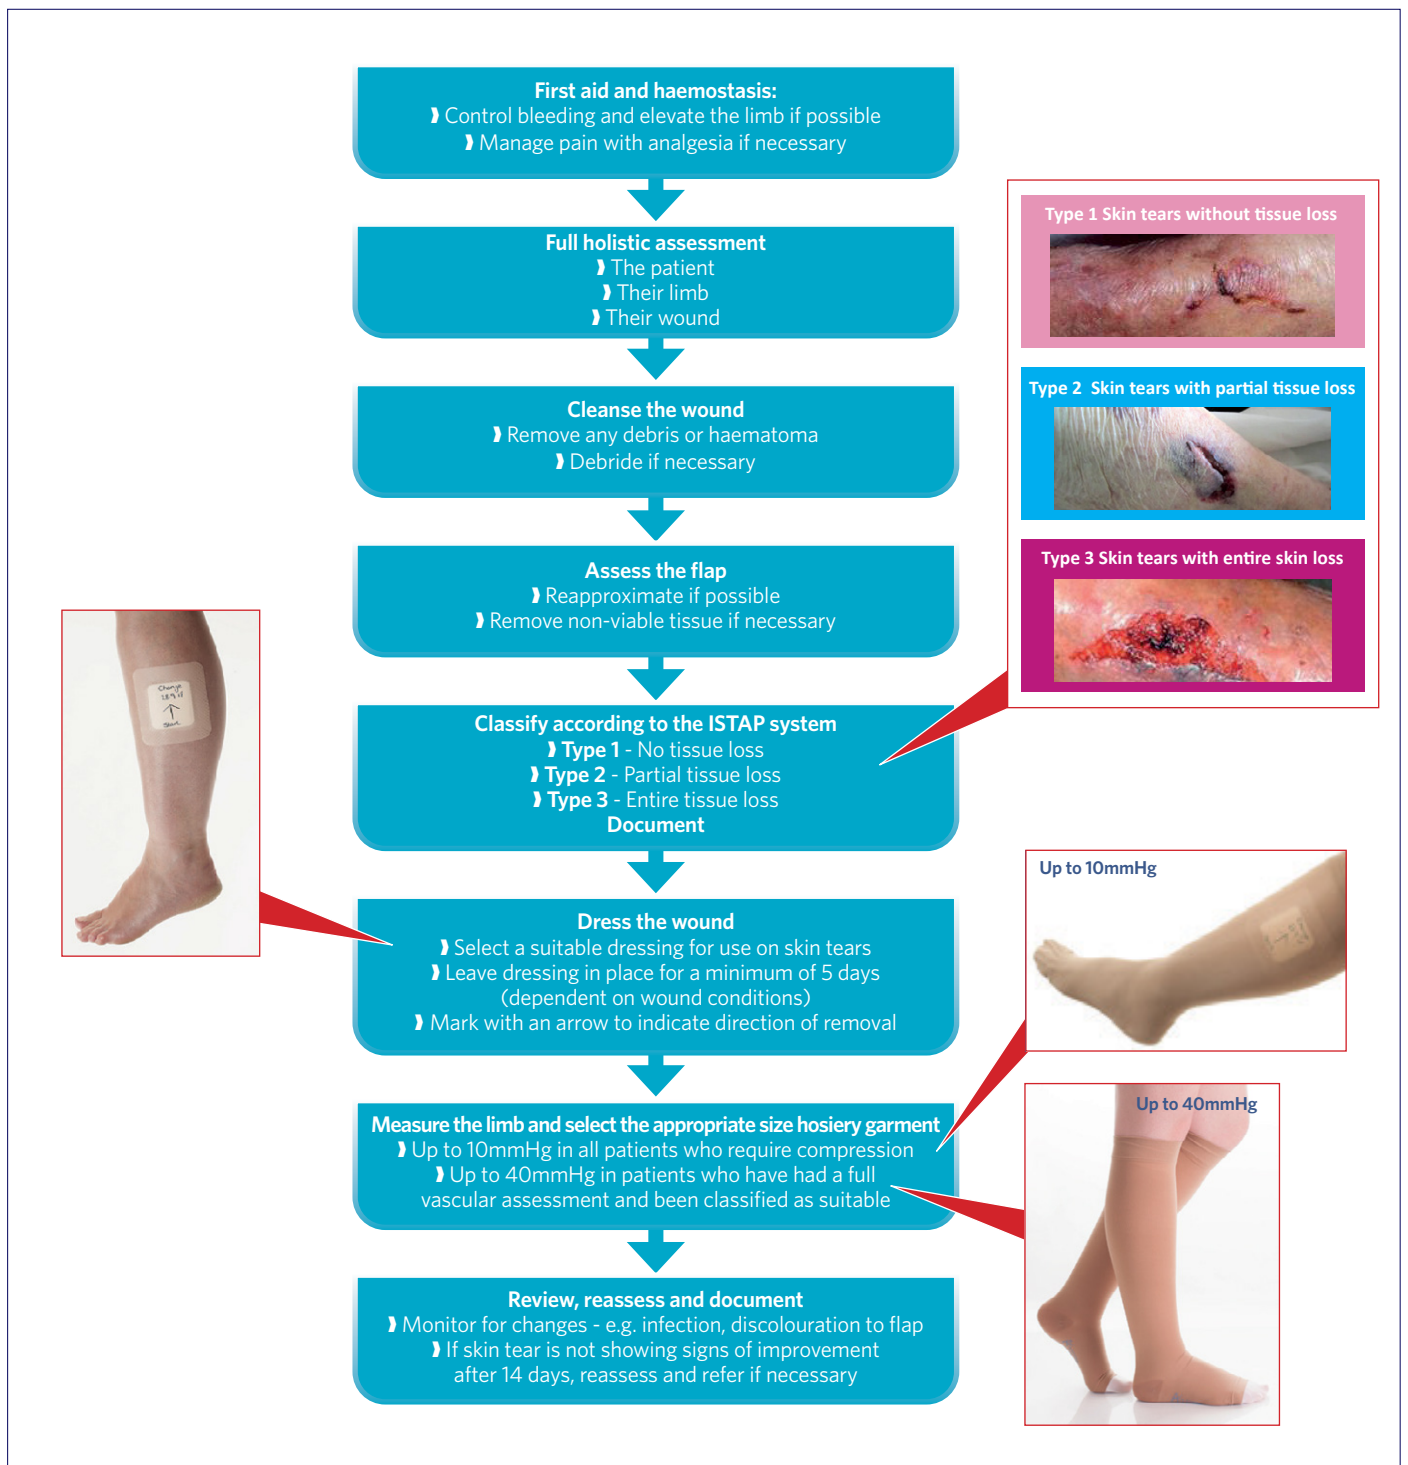 First aid and haemostasis:
❱ Control bleeding and elevate the limb if possible
❱ Manage pain with analgesia if necessary
Full holistic assessment
❱ The patient
❱ Their limb
❱ Their wound
Cleanse the wound
❱ Remove any debris or haematoma
❱ Debride if necessary
Assess the flap
❱ Reapproximate if possible
❱ Remove non-viable tissue if necessary
Type 1 Skin tears without tissue loss
Type 2 Skin tears with partial tissue loss
Type 3 Skin tears with entire skin loss
Classify according to the ISTAP system
❱ Type 1 - No tissue loss
❱ Type 2 - Partial tissue loss
❱ Type 3 - Entire tissue loss
Document
Change
Dress the wound
❱ Select a suitable dressing for use on skin tears
❱ Leave dressing in place for a minimum of 5 days
(dependent on wound conditions)
❱ Mark with an arrow to indicate direction of removal
Up to 10mmHg
Measure the limb and select the appropriate size hosiery garment
❱ Up to 10mmHg in all patients who require compression
❱ Up to 40mmHg in patients who have had a full
vascular assessment and been classified as suitable
Up to 40mmHg
Review, reassess and document
❱ Monitor for changes - e.g. infection, discolouration to flap
❱ If skin tear is not showing signs of improvement
after 14 days, reassess and refer if necessary